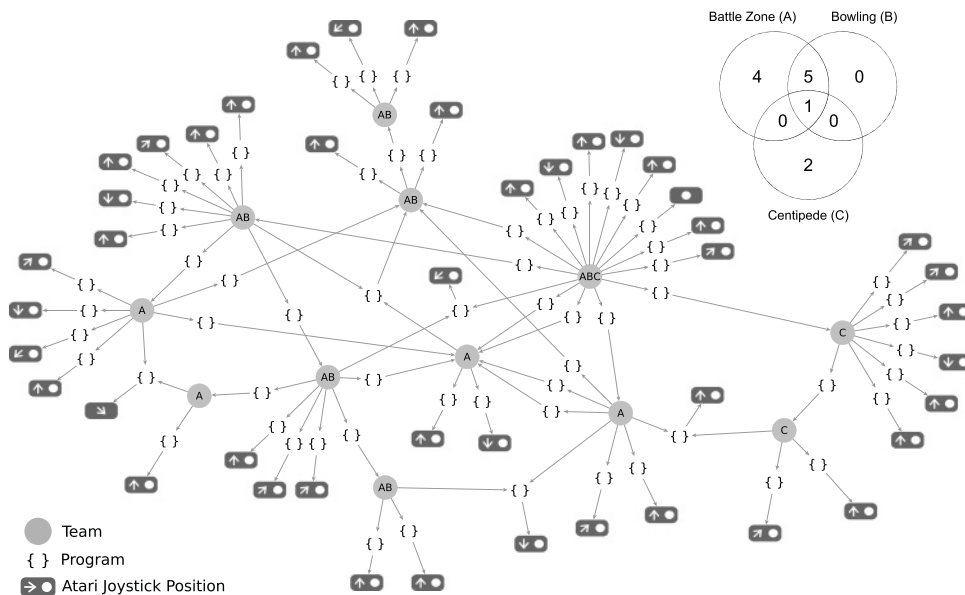 Battle Zone (A) Bowling (B)
4 5 0
1
AB
0 0
2
AB
AB
Centipede (C)
ABC
A
C
A
AB
A
A
C
AB
Team
{ } Program
Atari Joystick Position